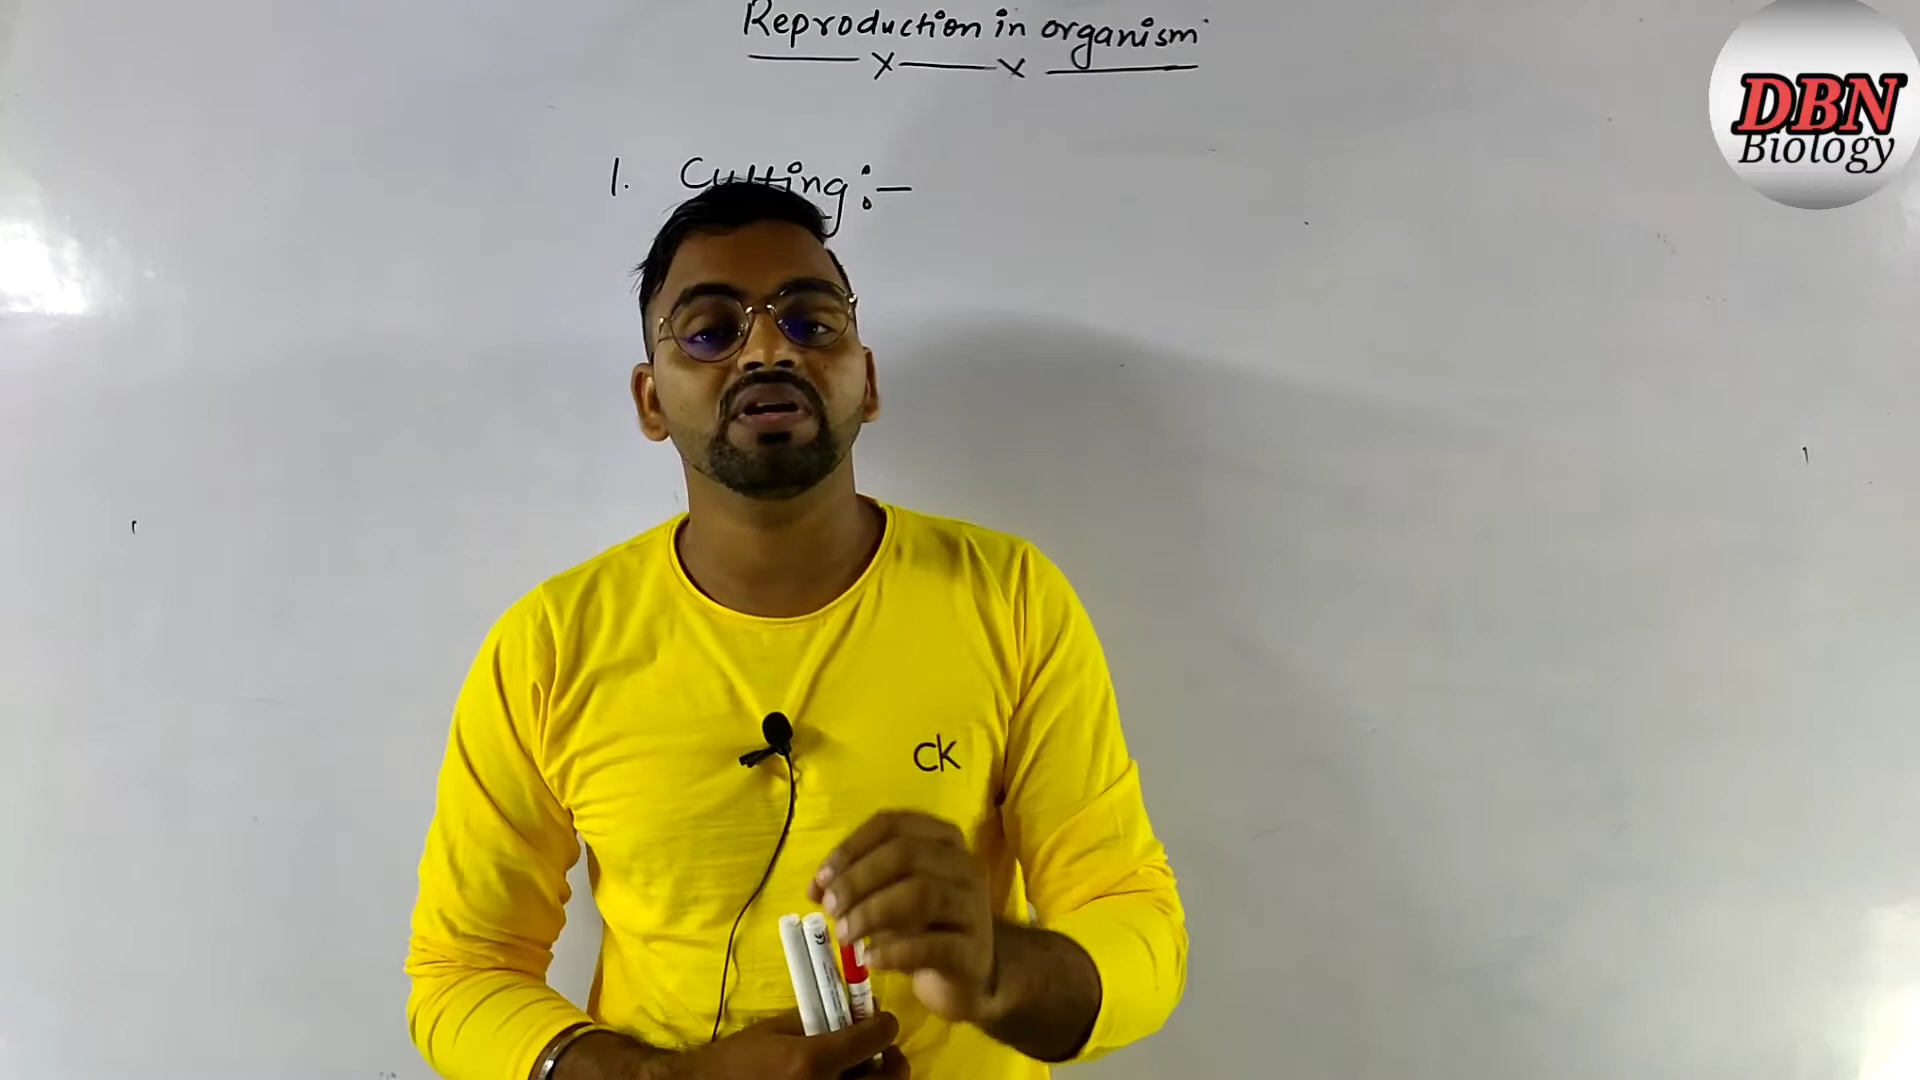 Reproduction in organism
1. Cutting :-
DBN
Biology
CK